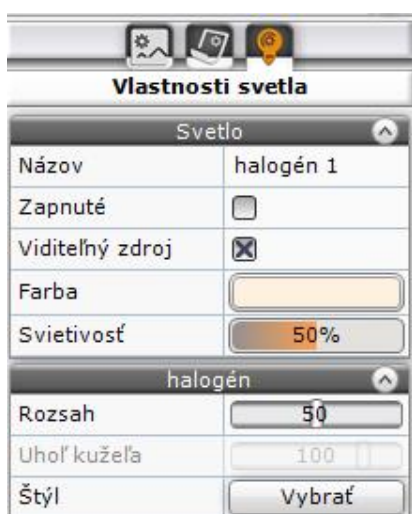 Vlastnosti svetla
Svetlo
Názov halogén 1
Zapnuté
Viditeľný zdroj
Farba
Svietivosť 50%
halogén
Rozsah 50
Uhoľ kužeľa 100
Štýl Vybrať